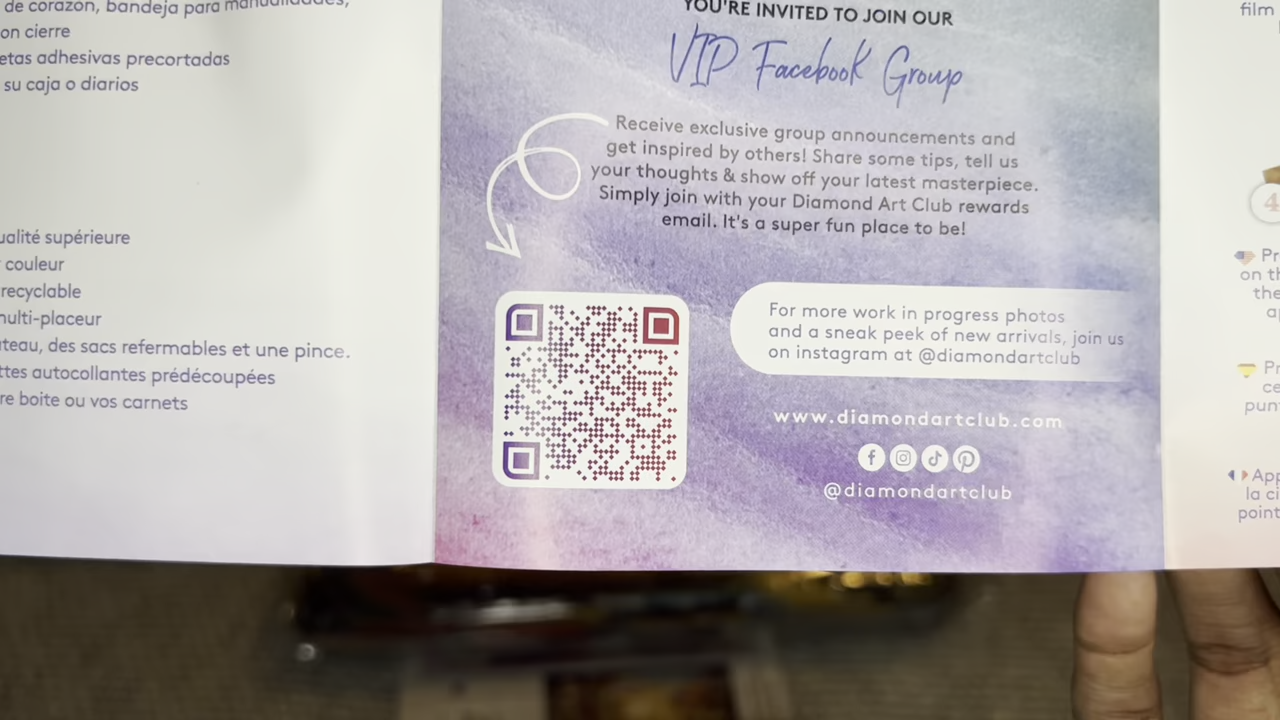 de corazón, bandeja para manualidades,
on cierre
etas adhesivas precortadas
su caja o diarios
ualité supérieure
couleur
recyclable
nulti-placeur
teau, des sacs refermables et une pince.
ttes autocollantes prédécoupées
re boite ou vos carnets
YOU'RE INVITED TO JOIN OUR
VIP Facebook Group
Receive exclusive group announcements and
get inspired by others! Share some tips, tell us
your thoughts & show off your latest masterpiece.
Simply join with your Diamond Art Club rewards
email. It's a super fun place to be!
For more work in progress photos
and a sneak peek of new arrivals, join us
on instagram at @diamondartclub
www.diamondartclub.com
@diamondartclub
film
4
Pr
on th
the
ap
Pr
ce
pun
App
la ci
point